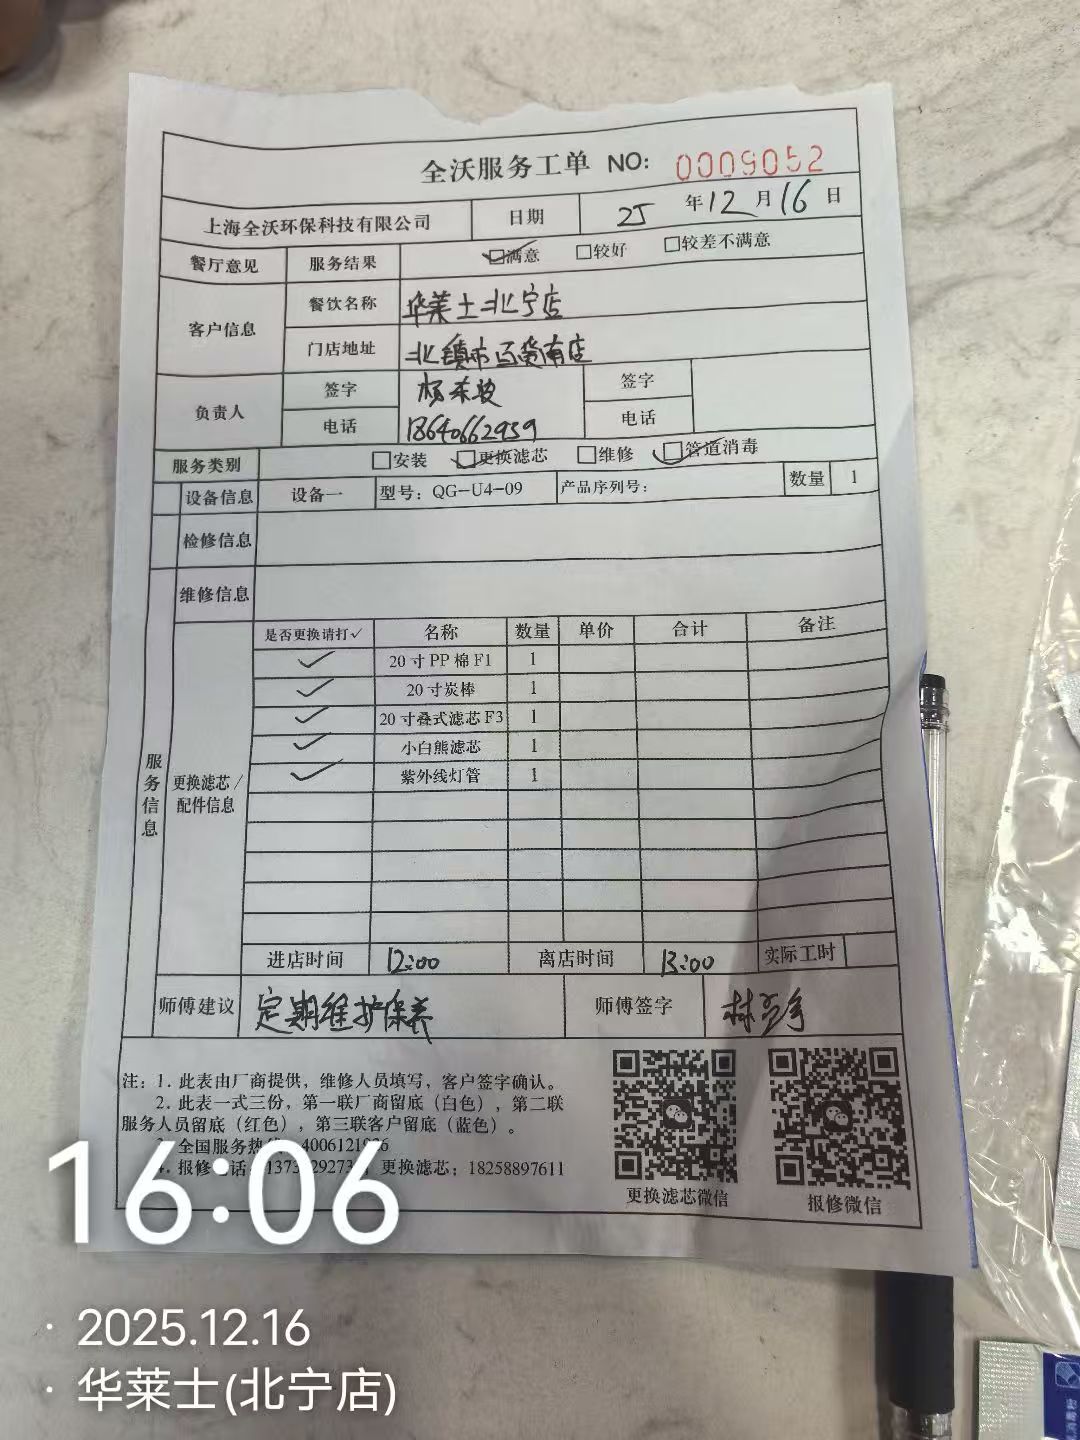 全沃服务工单 NO: 0009052
上海全沃环保科技有限公司 日期 25 年 12 月 16 日
餐厅意见 服务结果 ☑满意 □较好 □较差不满意
客户信息 餐饮名称 华莱士北宁店
门店地址 北镇市百货南店
负责人 签字 签字
电话 18640662959 电话
服务类别 □安装 ☑更换滤芯 □维修 ☑管道消毒
设备信息 设备一 型号：QG-U4-09 产品序列号： 数量 1
检修信息
维修信息
服务信息
更换滤芯/配件信息
是否更换请打✓ 名称 数量 单价 合计 备注
✓ 20寸PP棉F1 1
✓ 20寸炭棒 1
✓ 20寸叠式滤芯F3 1
✓ 小白熊滤芯 1
✓ 紫外线灯管 1
进店时间 12:00 离店时间 13:00 实际工时
师傅建议 定期维护保养 师傅签字
注：1. 此表由厂商提供，维修人员填写，客户签字确认。
2. 此表一式三份，第一联厂商留底（白色），第二联
服务人员留底（红色），第三联客户留底（蓝色）。
全国服务热
报修 电话 更换滤芯；18258897611
更换滤芯微信 报修微信
16:06
· 2025.12.16
· 华莱士(北宁店)